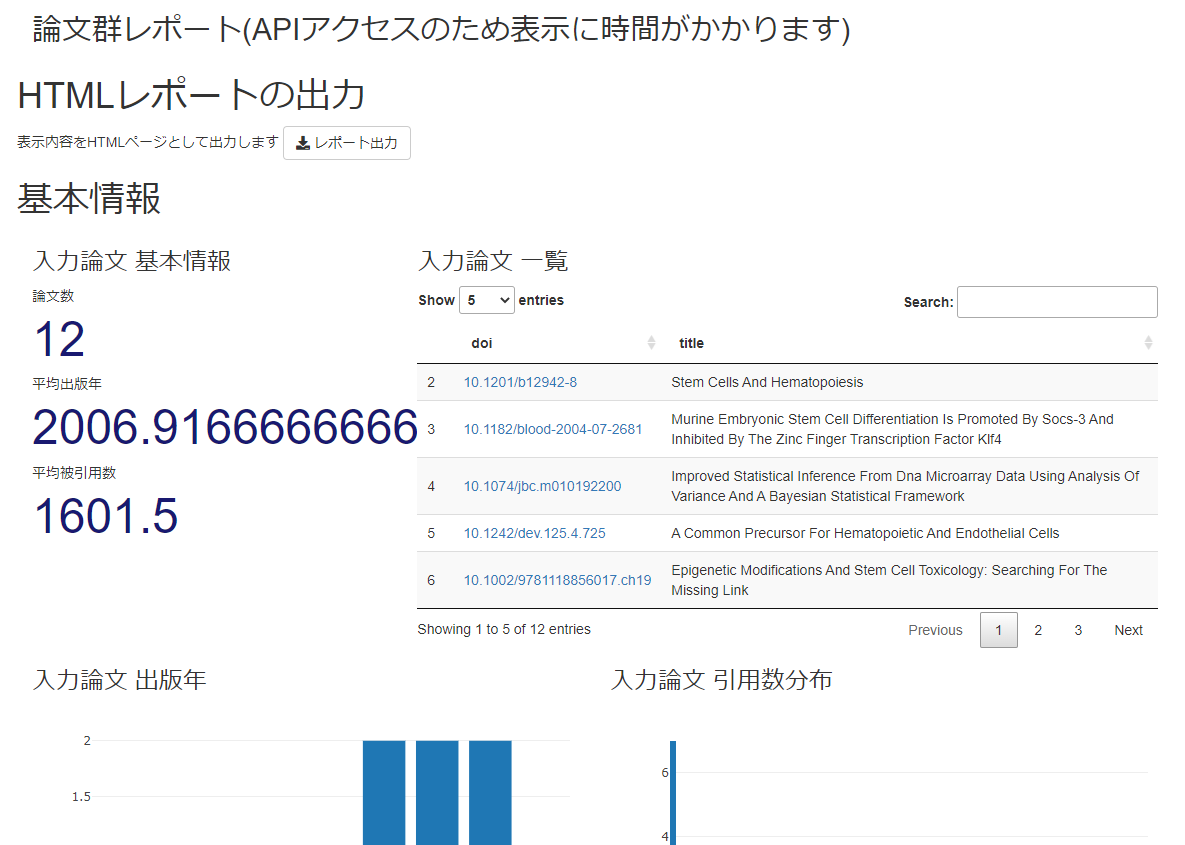 論文群レポート(APIアクセスのため表示に時間がかかります)
HTMLレポートの出力
表示内容をHTMLページとして出力します レポート出力
基本情報
入力論文 基本情報
論文数
12
平均出版年
2006.9166666666
平均被引用数
1601.5
入力論文 一覧
Show 5 entries
Search:
doi title
2 10.1201/b12942-8 Stem Cells And Hematopoiesis
3 10.1182/blood-2004-07-2681 Murine Embryonic Stem Cell Differentiation Is Promoted By Socs-3 And
Inhibited By The Zinc Finger Transcription Factor Klf4
4 10.1074/jbc.m010192200 Improved Statistical Inference From Dna Microarray Data Using Analysis Of
Variance And A Bayesian Statistical Framework
5 10.1242/dev.125.4.725 A Common Precursor For Hematopoietic And Endothelial Cells
6 10.1002/9781118856017.ch19 Epigenetic Modifications And Stem Cell Toxicology: Searching For The
Missing Link
Showing 1 to 5 of 12 entries
Previous 1 2 3 Next
入力論文 出版年
2
1.5
入力論文 引用数分布
6
4